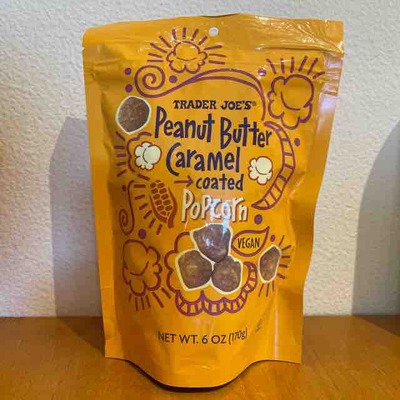 TRADER JOE'S®
Peanut Butter
Caramel
→coated
Popcorn
VEGAN
NET WT. 6 OZ (170g)